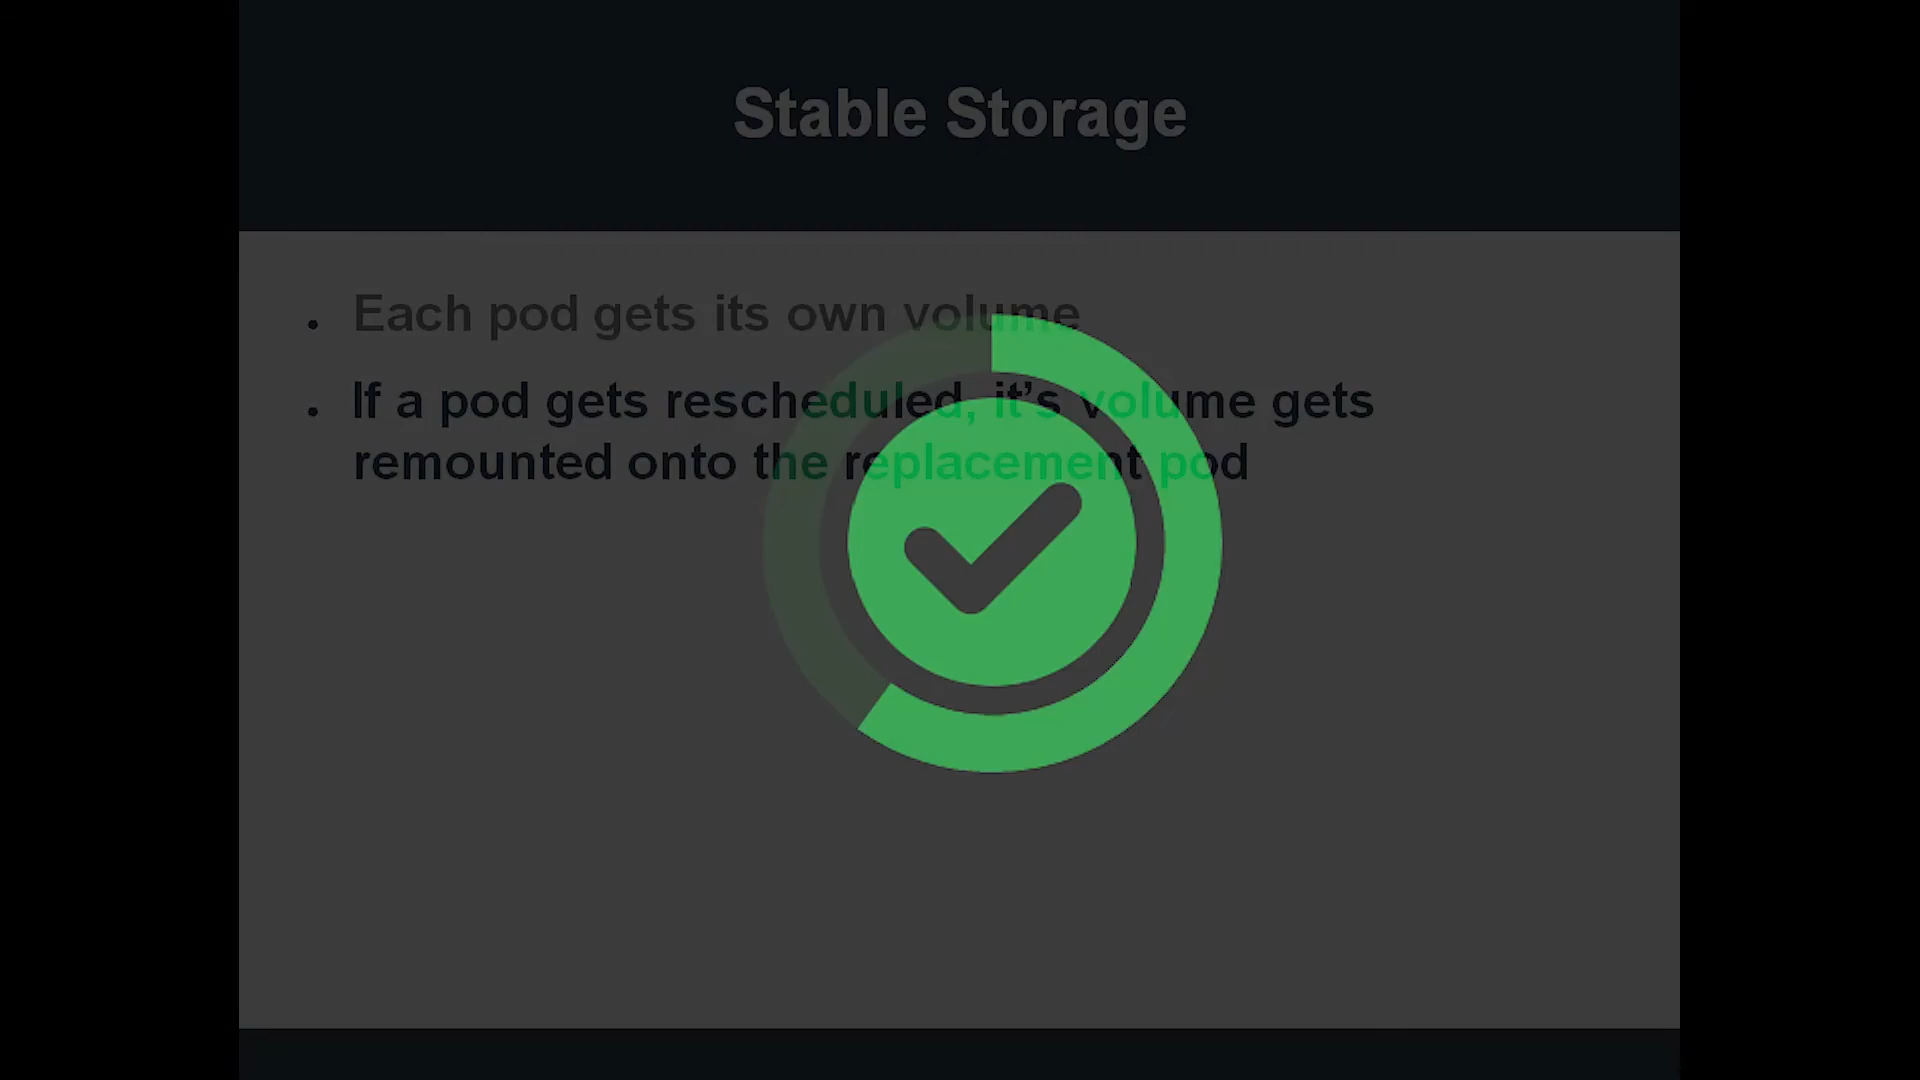 Stable Storage
• Each pod gets its own volume
• If a pod gets rescheduled, it’s volume gets
remounted onto the replacement pod